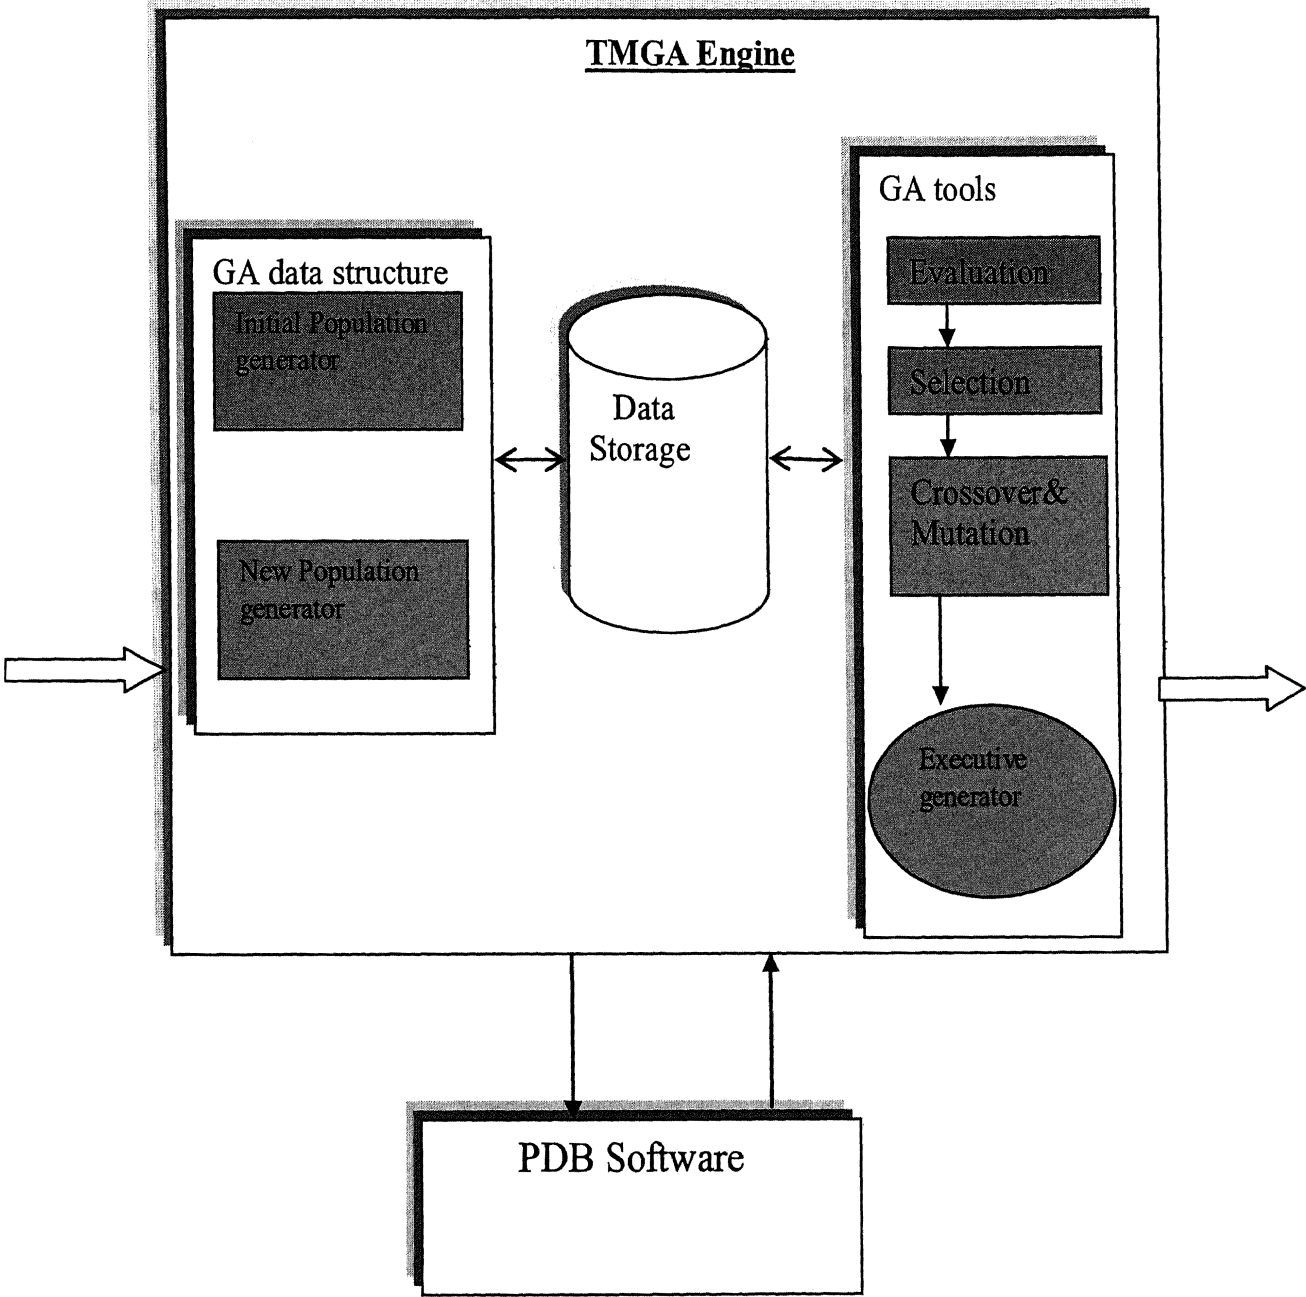 TMGA Engine
GA data structure
Initial Population
generator
New Population
generator
Data
Storage
GA tools
Evaluation
Selection
Crossover&
Mutation
Executive
generator
PDB Software